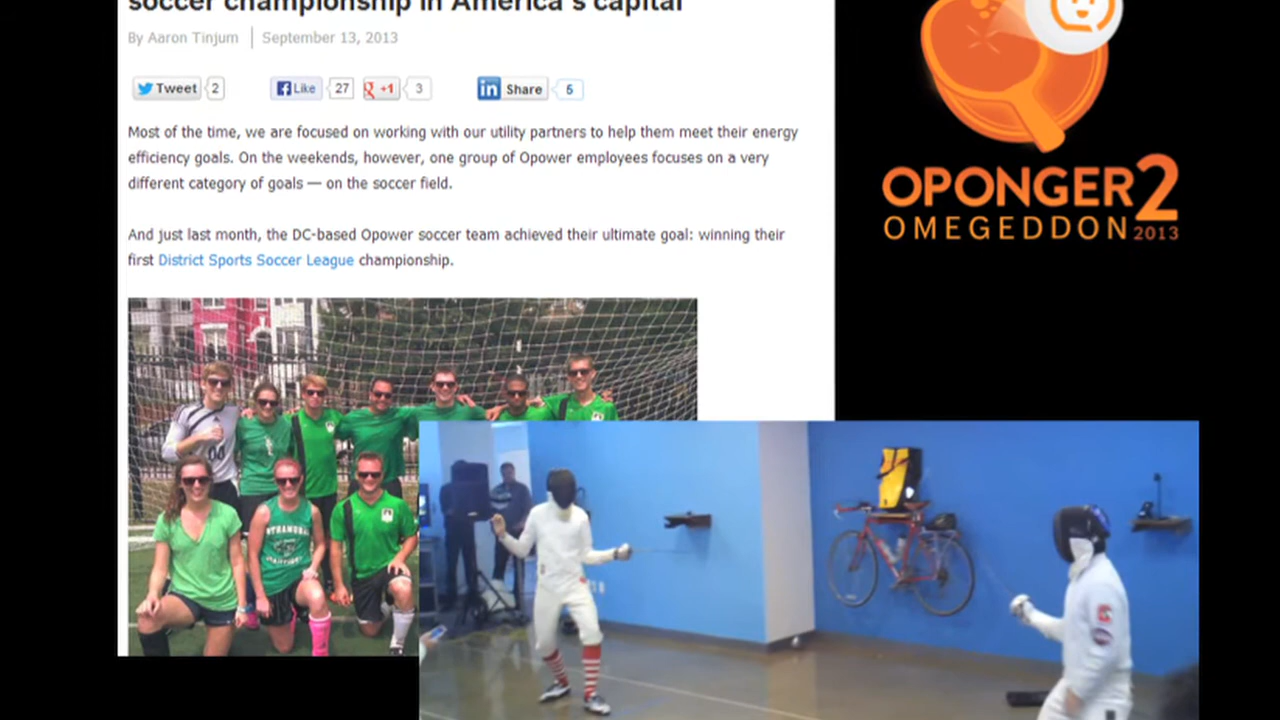 soccer championship in America's capital
By Aaron Tinjum | September 13, 2013
Tweet 2 Like 27 +1 3 in Share 6
Most of the time, we are focused on working with our utility partners to help them meet their energy
efficiency goals. On the weekends, however, one group of Opower employees focuses on a very
different category of goals — on the soccer field.
And just last month, the DC-based Opower soccer team achieved their ultimate goal: winning their
first District Sports Soccer League championship.
OPONGER 2
OMEGEDDON 2013
00